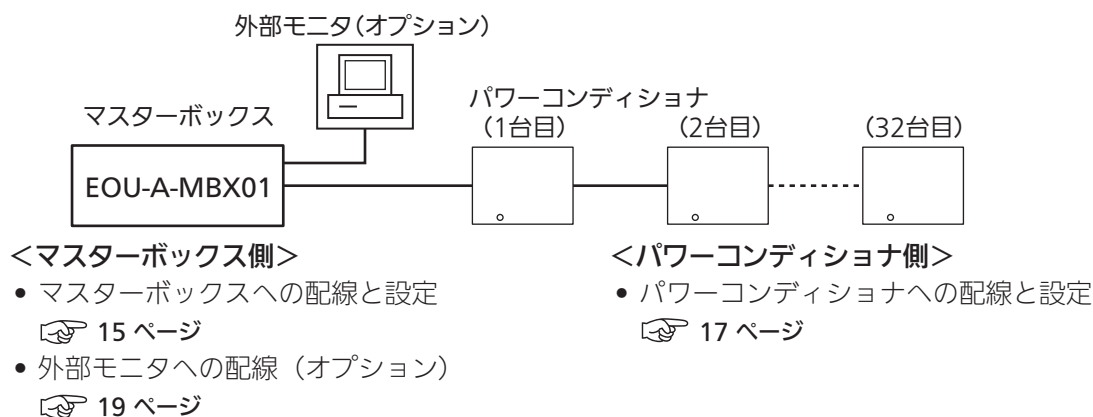 外部モニタ(オプション)
マスターボックス
EOU-A-MBX01
パワーコンディショナ
(1台目) (2台目) (32台目)
<マスターボックス側>
• マスターボックスへの配線と設定
☞ 15 ページ
• 外部モニタへの配線（オプション）
☞ 19 ページ
<パワーコンディショナ側>
• パワーコンディショナへの配線と設定
☞ 17 ページ